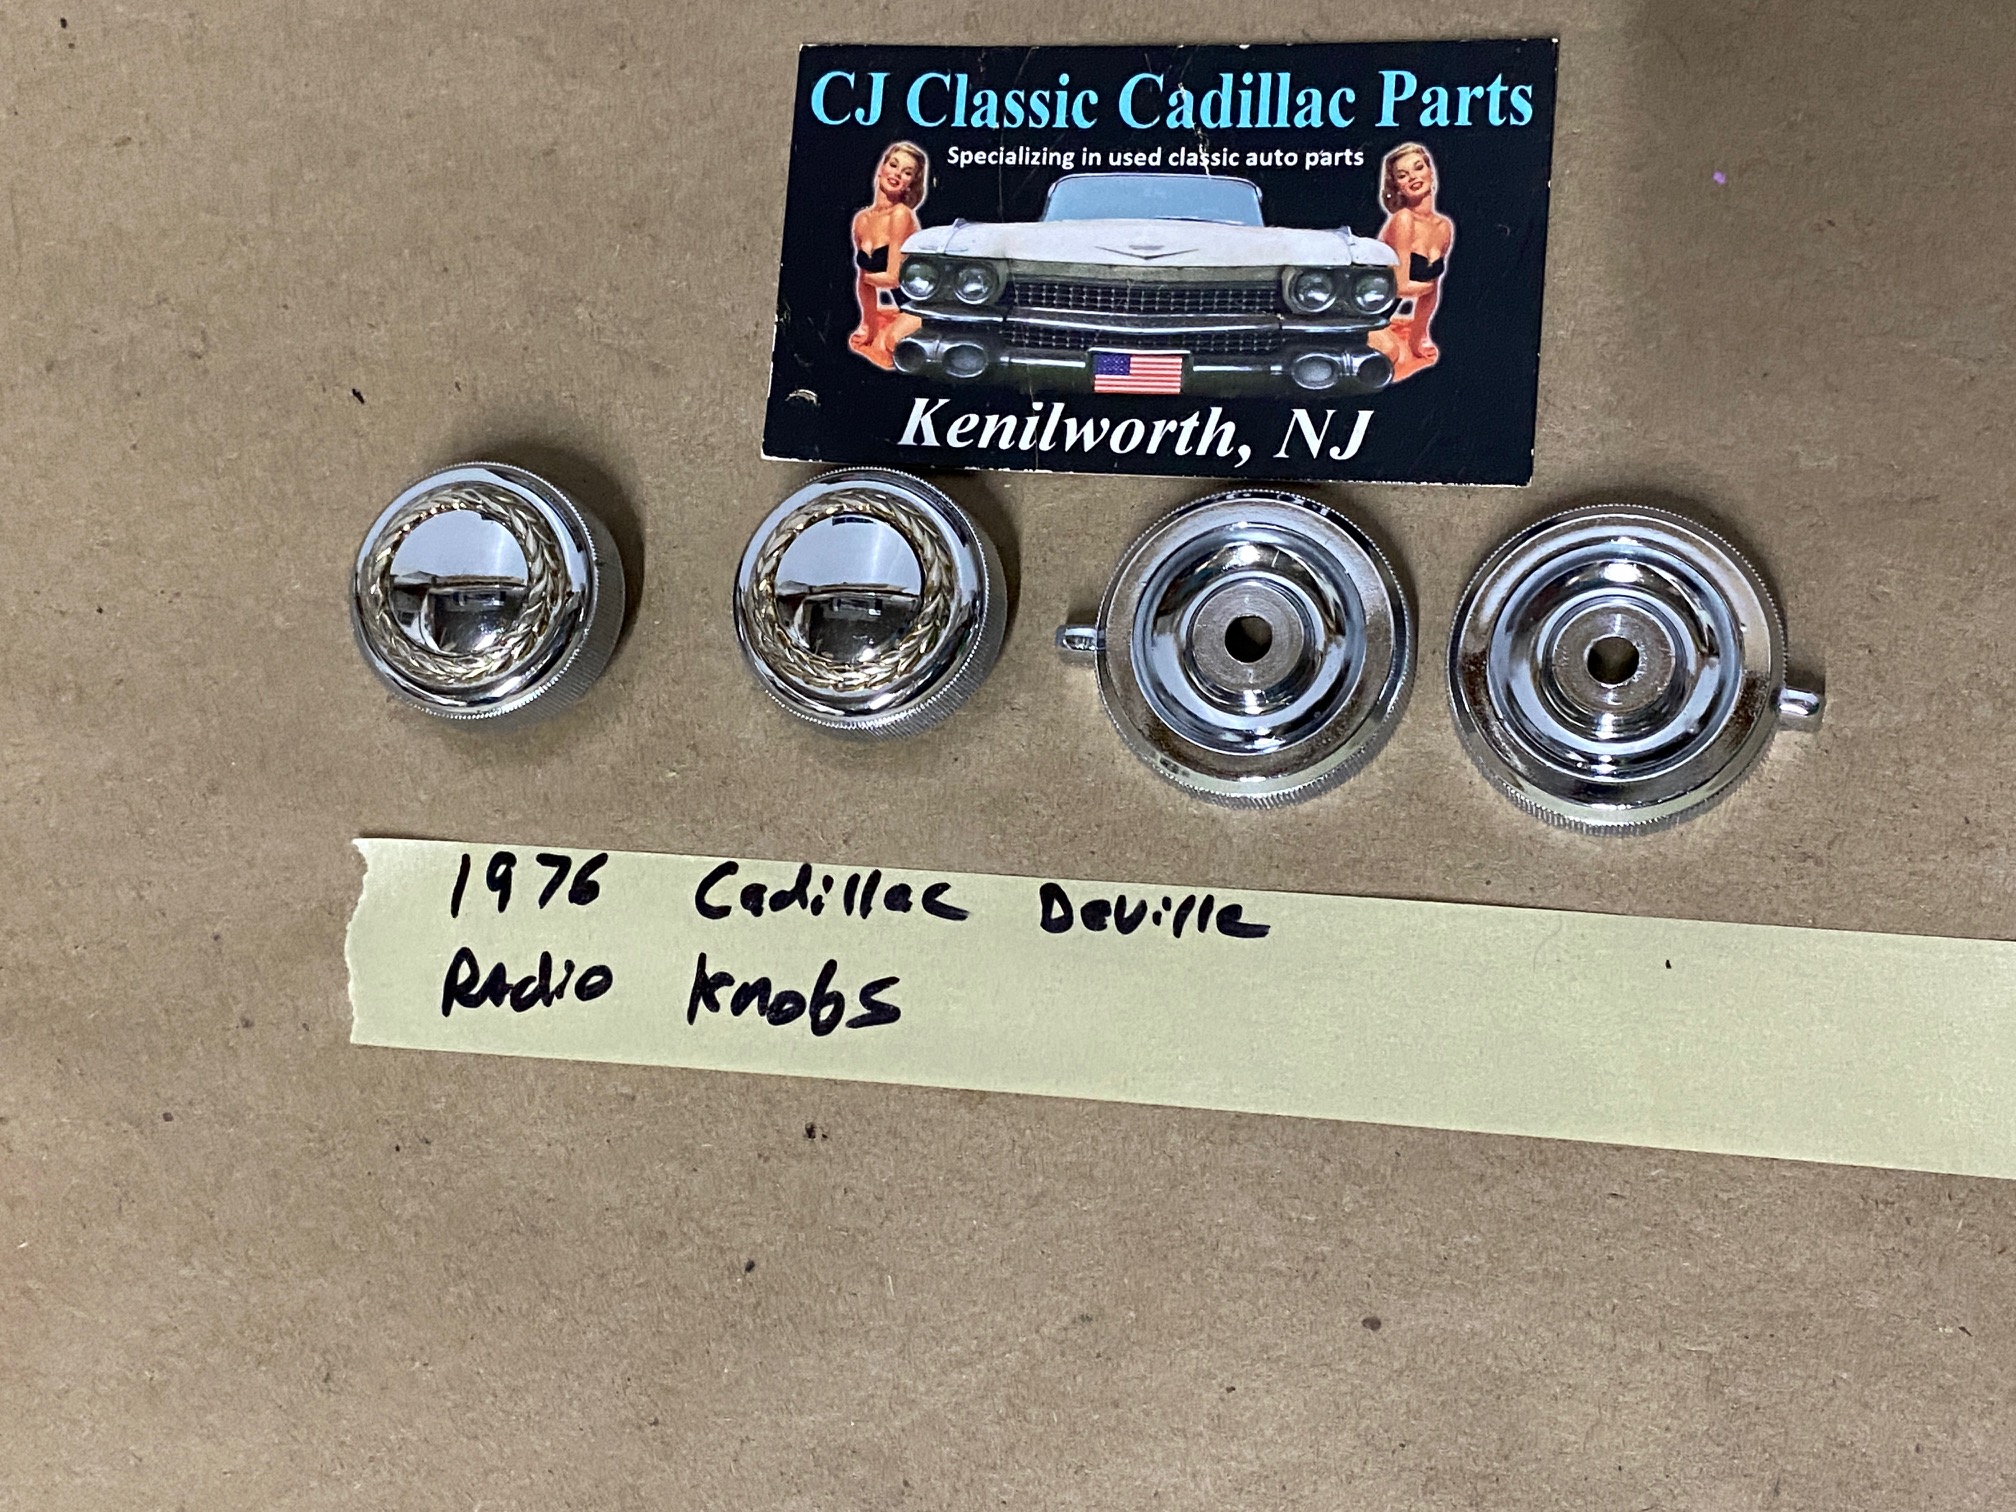 CJ Classic Cadillac Parts
Specializing in used classic auto parts
Kenilworth, NJ
1976 Cadillac Deville
RAdio Knobs